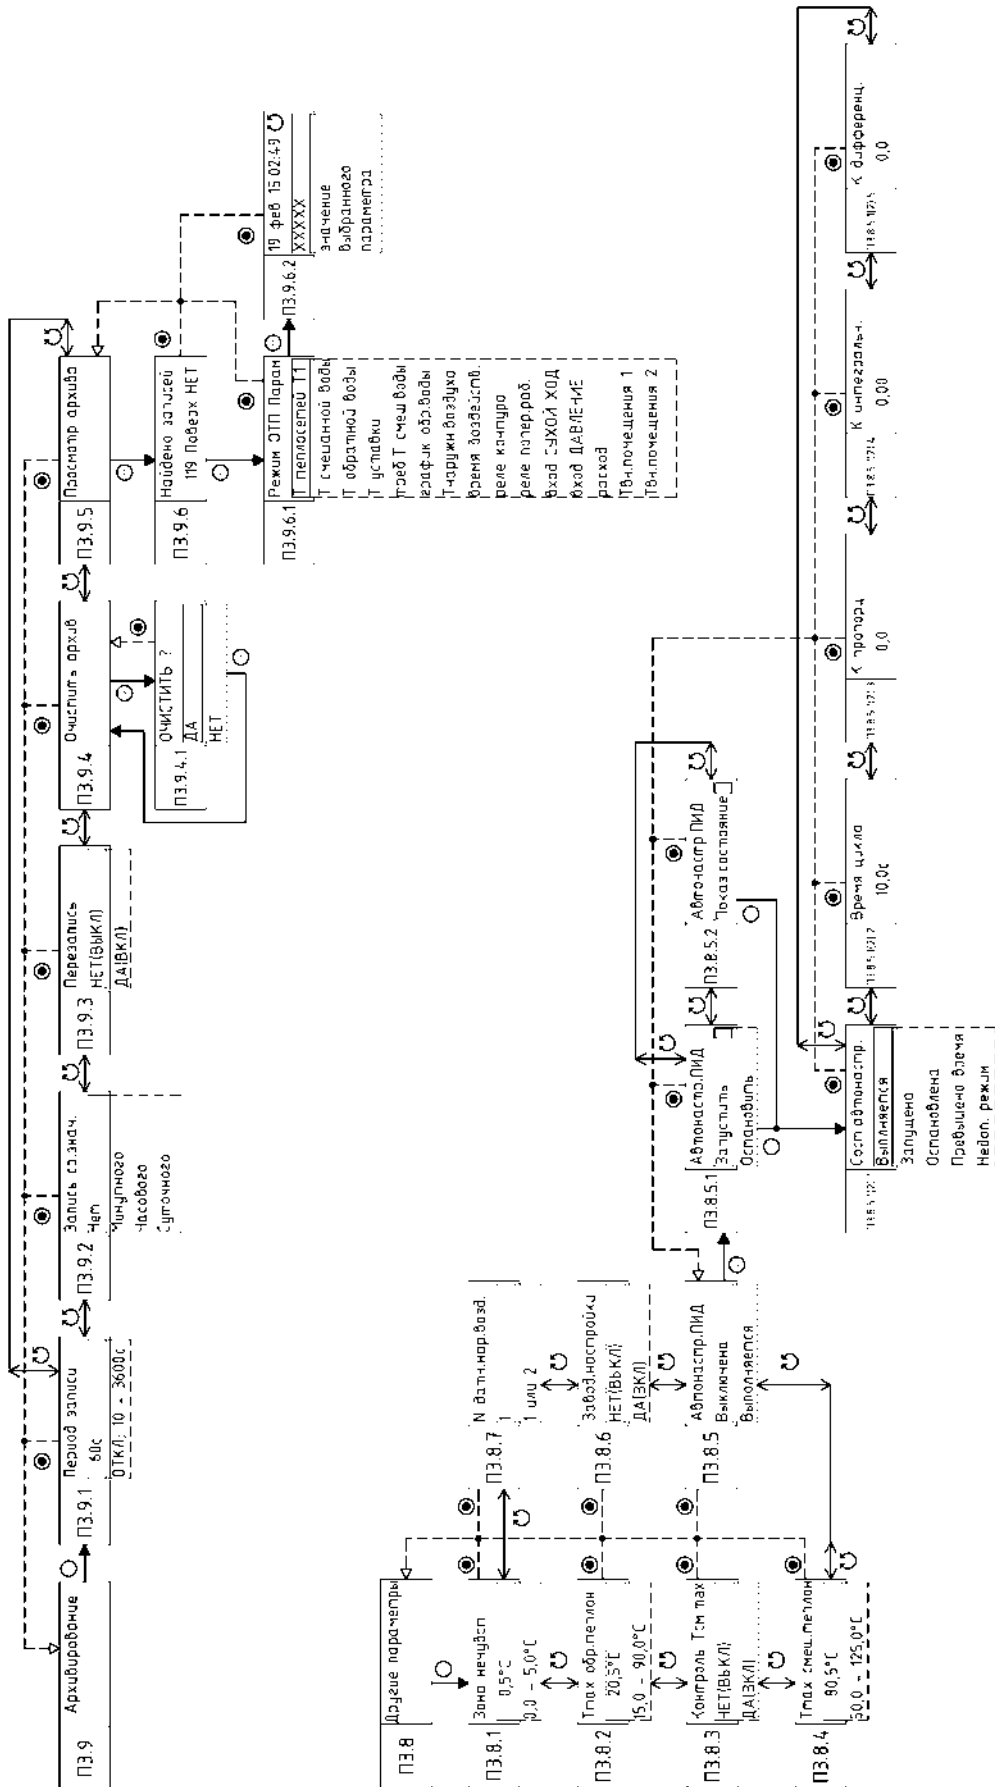 П3.9
Архивирование
П3.9.1
Период записи
60с
ОТКЛ; 10 - 3600с
П3.9.2
Запись ср.знач.
Нет
Минутного
Часового
Суточного
П3.9.3
Перезапись
НЕТ(ВЫКЛ)
ДА(ВКЛ)
П3.9.4
Очистить архив
П3.9.4.1
ОЧИСТИТЬ ?
ДА
НЕТ
П3.9.5
Просмотр архива
П3.9.6
Найдено записей
119 Поверх НЕТ
П3.9.6.1
Режим ЭТП Парам
Т теплосетей Т1
Т смешанной воды
Т обратной воды
Т уставки
треб Т смеш.воды
график обр.воды
Тнаружн.воздуха
время воздейств.
реле контура
реле попер.раб.
вход СУХОЙ ХОД
вход ДАВЛЕНИЕ
расход
Твн.помещения 1
Твн.помещения 2
П3.9.6.2
19 фев 15 02:49
XXXXX
значение
выбранного
параметра
П3.8
Другие параметры
П3.8.1
Зона нечувст
0,5°С
0,0 - 5,0°С
П3.8.2
Тmax обр.теплон
20,5°С
15,0 - 90,0°С
П3.8.3
Контроль Тсм max
НЕТ(ВЫКЛ)
ДА(ВКЛ)
П3.8.4
Тmax смеш.теплон
90,5°С
30,0 - 125,0°С
П3.8.7
N датч.нар.возд.
1
1 или 2
П3.8.6
Завод.настройки
НЕТ(ВЫКЛ)
ДА(ВКЛ)
П3.8.5
Автонастр.ПИД
Выключена
Выполняется
П3.8.5.1
Автонастр.ПИД
Запустить
Остановить
П3.8.5.2
Автонастр.ПИД
Показ состояние
Сост автонастр.
Выполняется
Запущена
Остановлена
Превышено время
Недоп. режим
Время цикла
10,0с
К пропорц
0,0
К интегральн.
0,00
К дифференц.
0,0